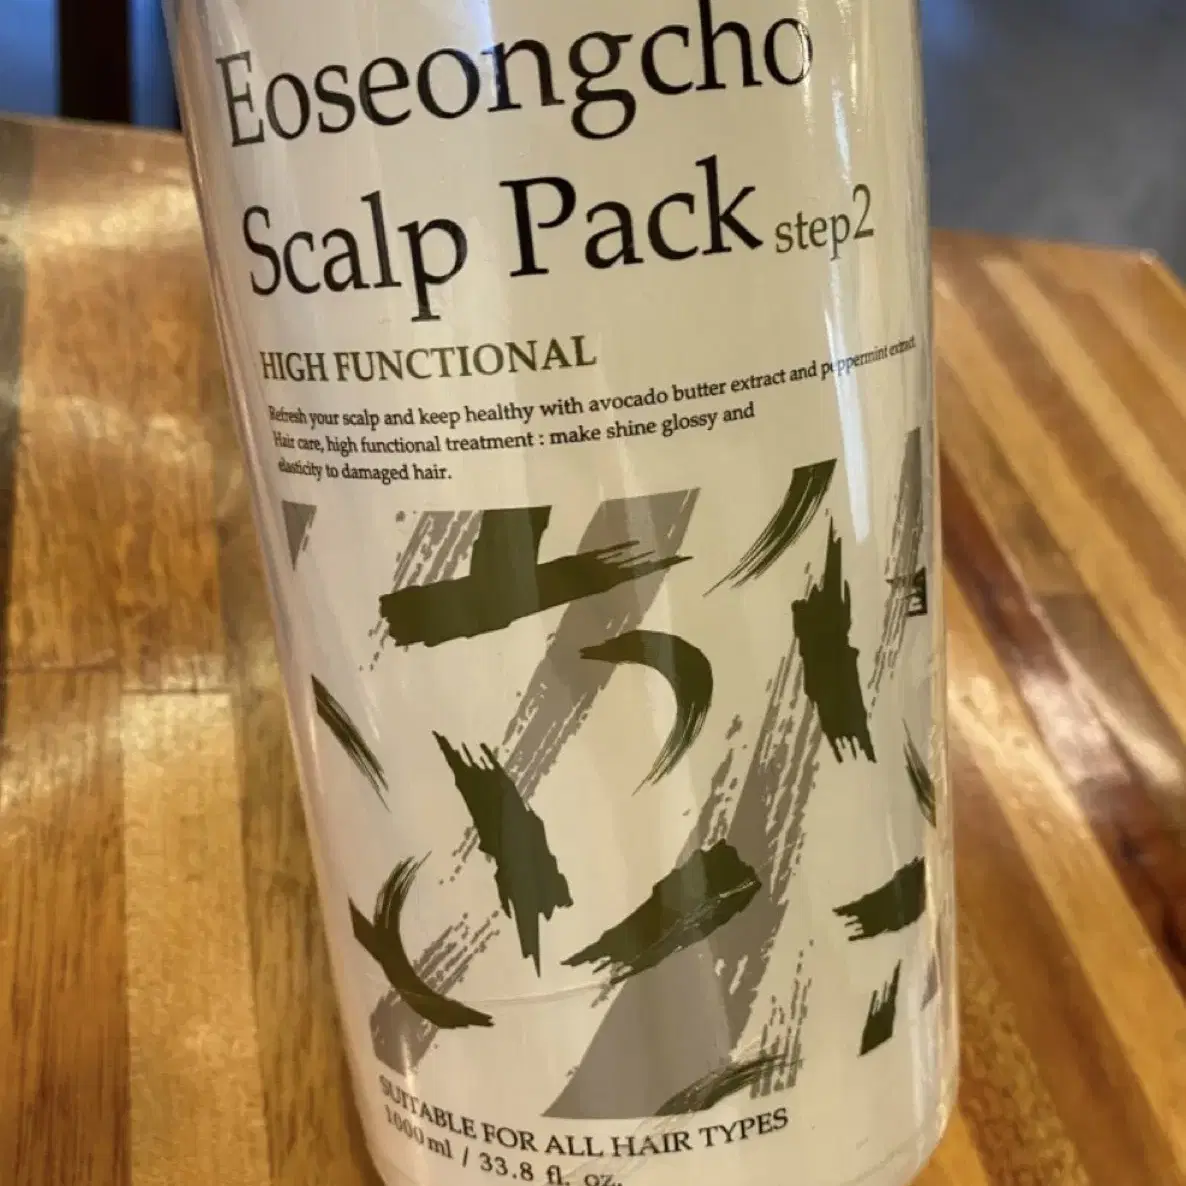 Eoseongcho
Scalp Pack step2
HIGH FUNCTIONAL
Refresh your scalp and keep healthy with avocado butter extract and peppermint extract
Hair care, high functional treatment : make shine glossy and
elasticity to damaged hair.
SUITABLE FOR ALL HAIR TYPES
1000 ml / 33.8 fl. oz.